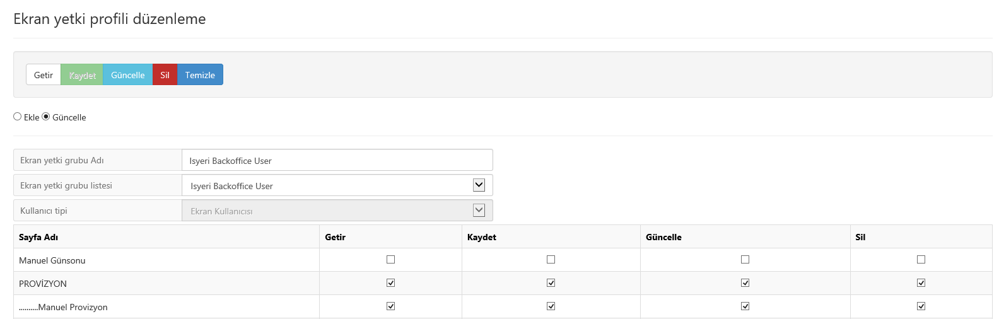 Ekran yetki profili düzenleme
Getir Kaydet Güncelle Sil Temizle
Ekle Güncelle
Ekran yetki grubu Adı Isyeri Backoffice User
Ekran yetki grubu listesi Isyeri Backoffice User
Kullanıcı tipi Ekran Kullanıcısı
Sayfa Adı Getir Kaydet Güncelle Sil
Manuel Günsonu
PROVİZYON
..........Manuel Provizyon